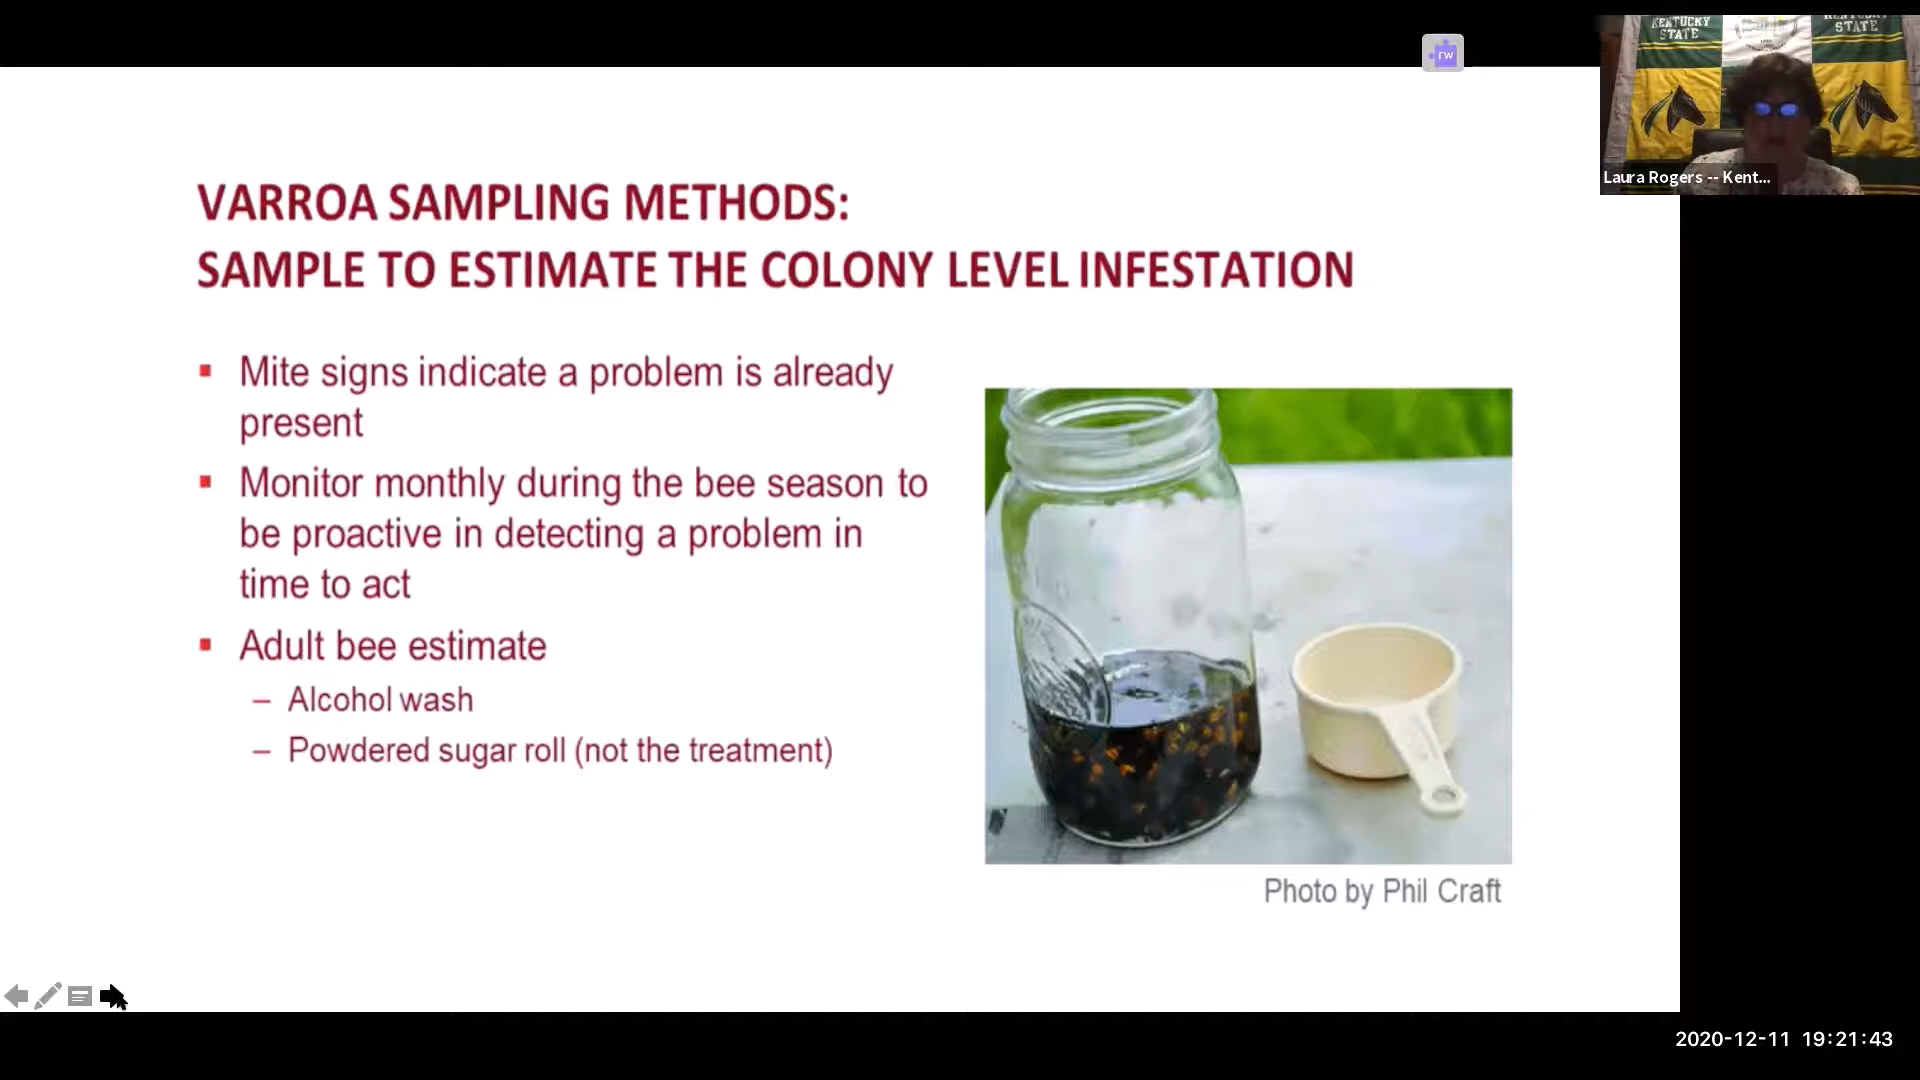 KENTUCKY
STATE
STATE
rw
Laura Rogers -- Kent...
VARROA SAMPLING METHODS:
SAMPLE TO ESTIMATE THE COLONY LEVEL INFESTATION
▪ Mite signs indicate a problem is already
present
▪ Monitor monthly during the bee season to
be proactive in detecting a problem in
time to act
▪ Adult bee estimate
– Alcohol wash
– Powdered sugar roll (not the treatment)
Photo by Phil Craft
2020-12-11 19:21:43